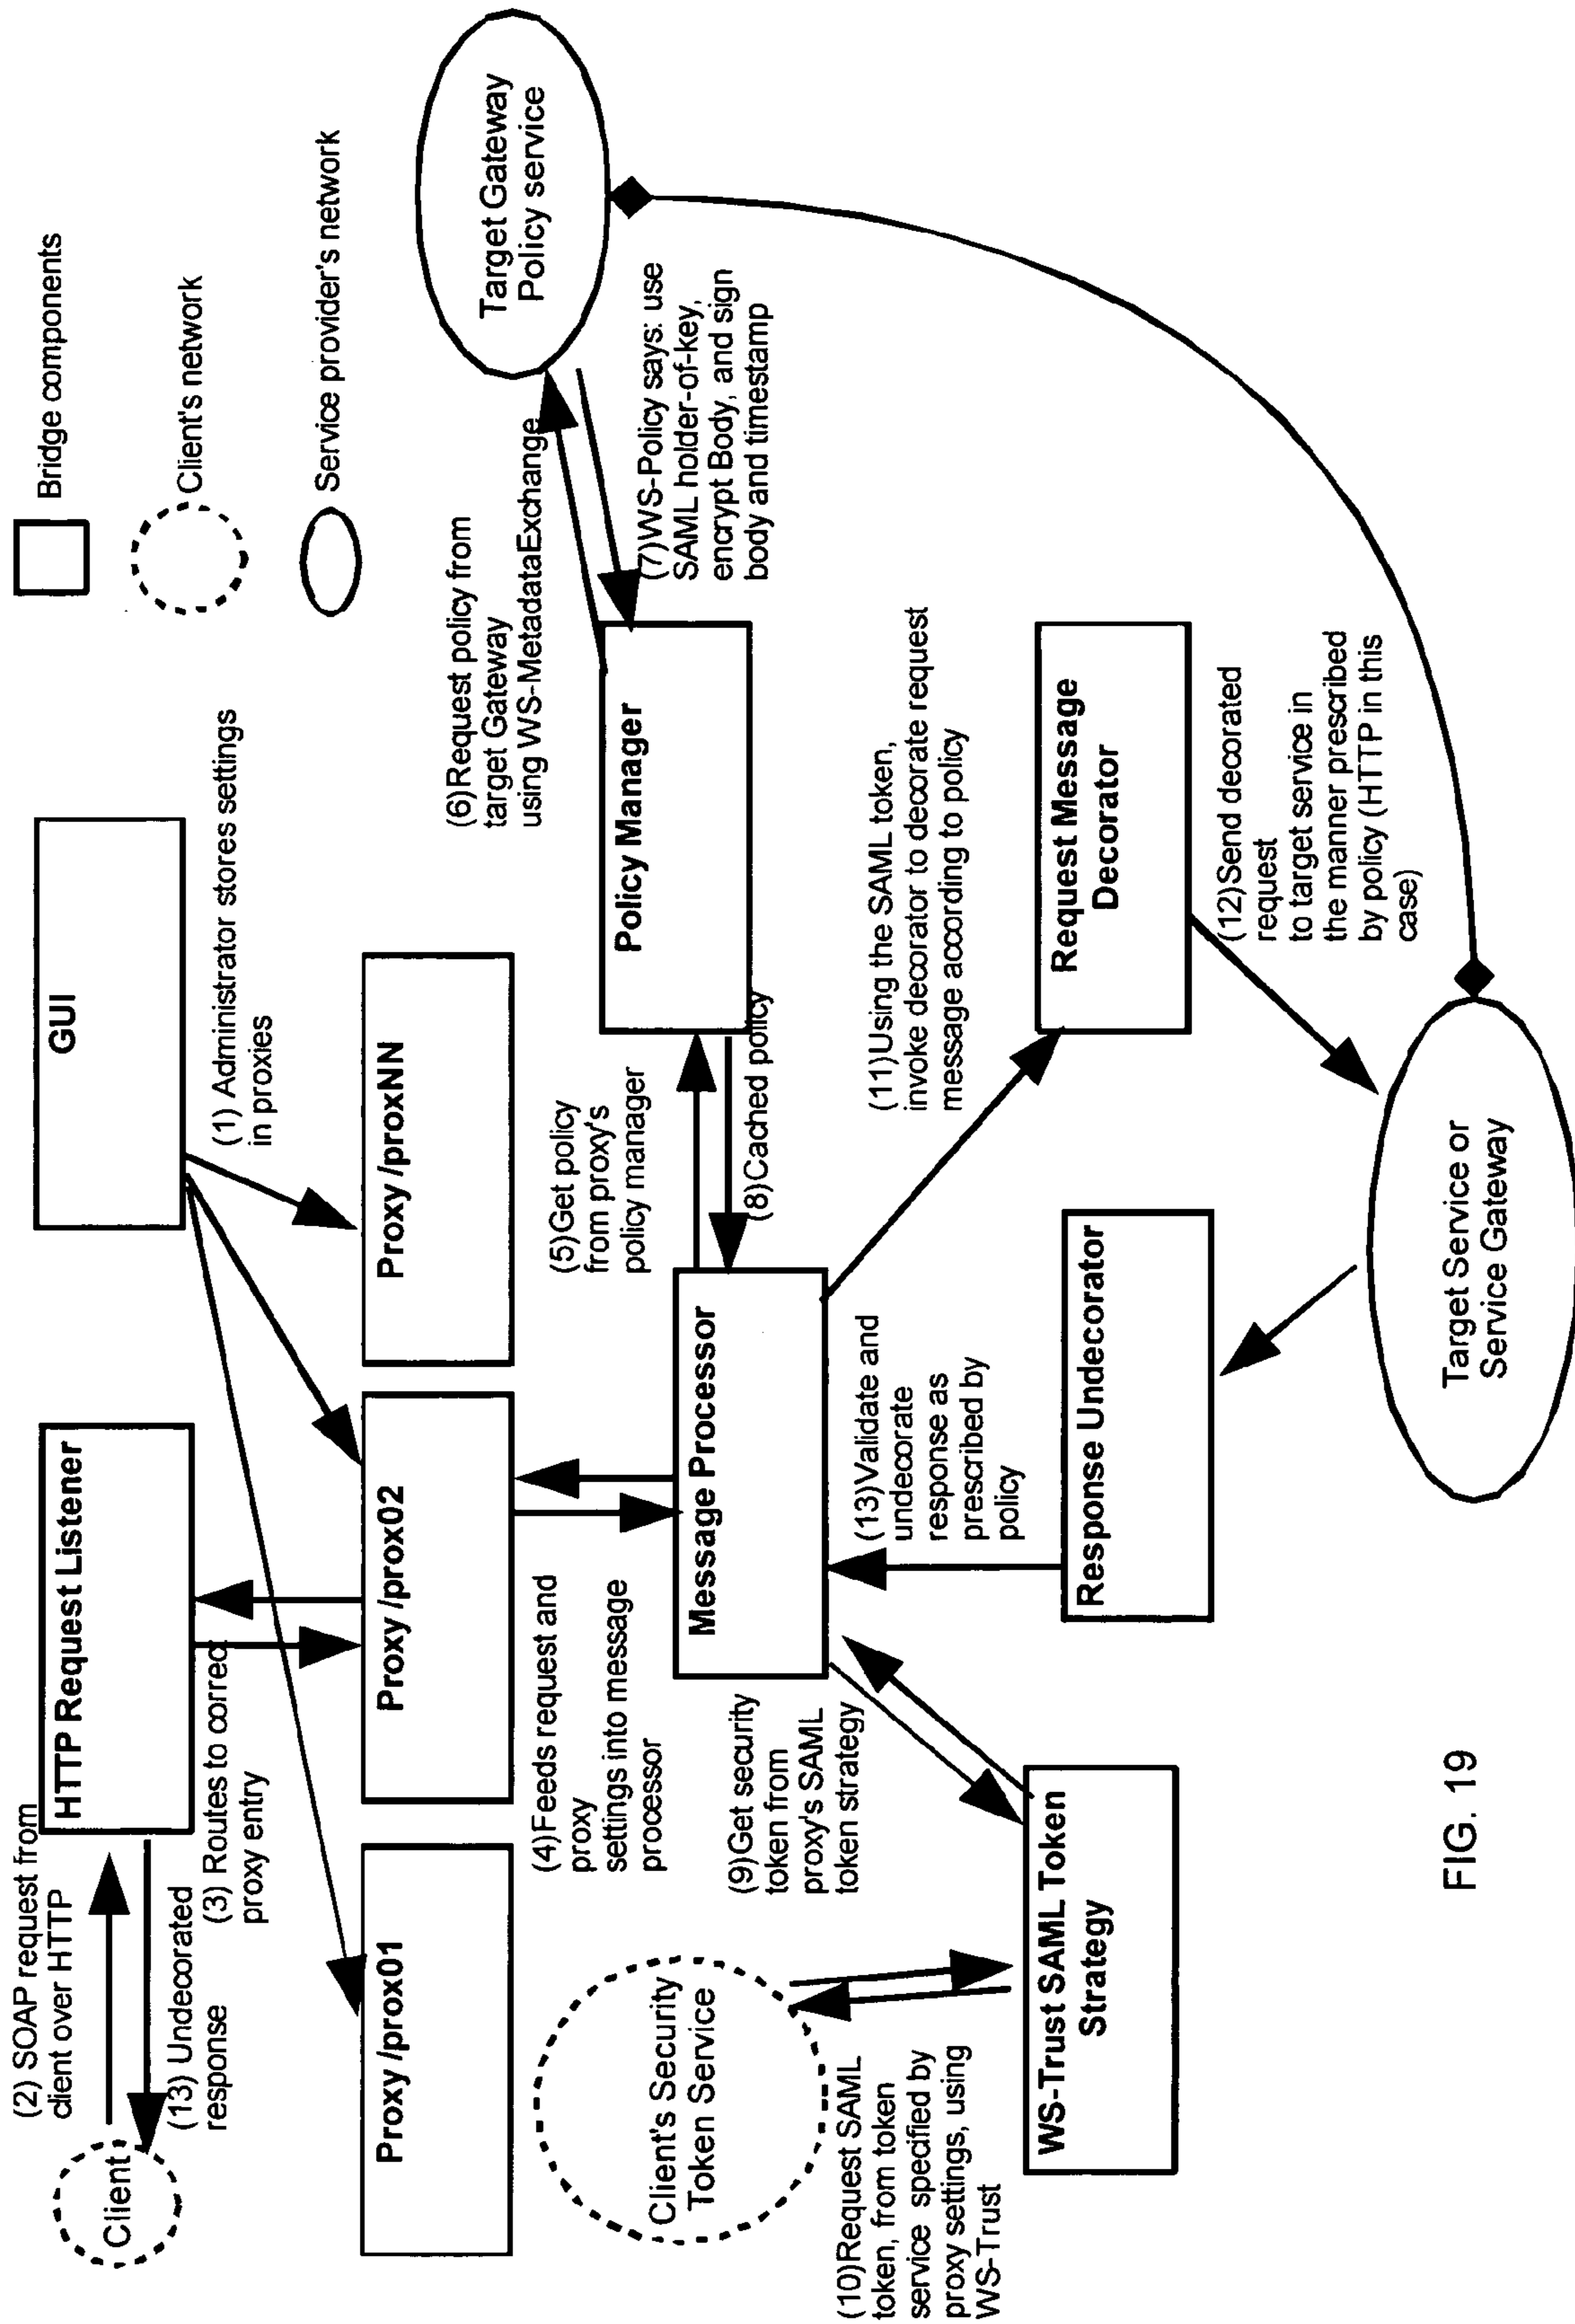 (2) SOAP request from
client over HTTP
Client
(13) Undecorated
response
HTTP Request Listener
(3) Routes to correct
proxy entry
GUI
(1) Administrator stores settings
in proxies
Bridge components
Client's network
Service provider's network
Proxy /prox01
Proxy /prox02
Proxy /proxNN
(4)Feeds request and
proxy
settings into message
processor
(5)Get policy
from proxy's
policy manager
(6)Request policy from
target Gateway
using WS-MetadataExchange
Target Gateway
Policy service
(7)WS-Policy says: use
SAML holder-of-key,
encrypt Body, and sign
body and timestamp
Policy Manager
(8)Cached policy
Message Processor
Client's Security
Token Service
(9)Get security
token from
proxy's SAML
token strategy
(10)Request SAML
token, from token
service specified by
proxy settings, using
WS-Trust
WS-Trust SAML Token
Strategy
(13)Validate and
undecorate
response as
prescribed by
policy
Response Undecorator
(11)Using the SAML token,
invoke decorator to decorate request
message according to policy
Request Message
Decorator
(12)Send decorated
request
to target service in
the manner prescribed
by policy (HTTP in this
case)
Target Service or
Service Gateway
FIG. 19